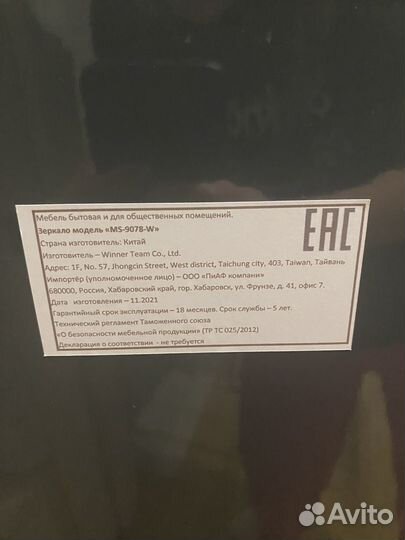 Мебель бытовая и для общественных помещений.
Зеркало модель «MS-9078-W»
Страна изготовитель: Китай
Изготовитель – Winner Team Co., Ltd.
Адрес: 1F, No. 57, Jhongcin Street, West district, Taichung city, 403, Taiwan, Тайвань
Импортёр (уполномоченное лицо) – ООО «ПиАФ компани»
680000, Россия, Хабаровский край, гор. Хабаровск, ул. Фрунзе, д. 41, офис 7.
Дата изготовления – 11.2021
Гарантийный срок эксплуатации – 18 месяцев. Срок службы – 5 лет.
Технический регламент Таможенного союза
«О безопасности мебельной продукции» (ТР ТС 025/2012)
Декларация о соответствии - не требуется
EAC
Avito